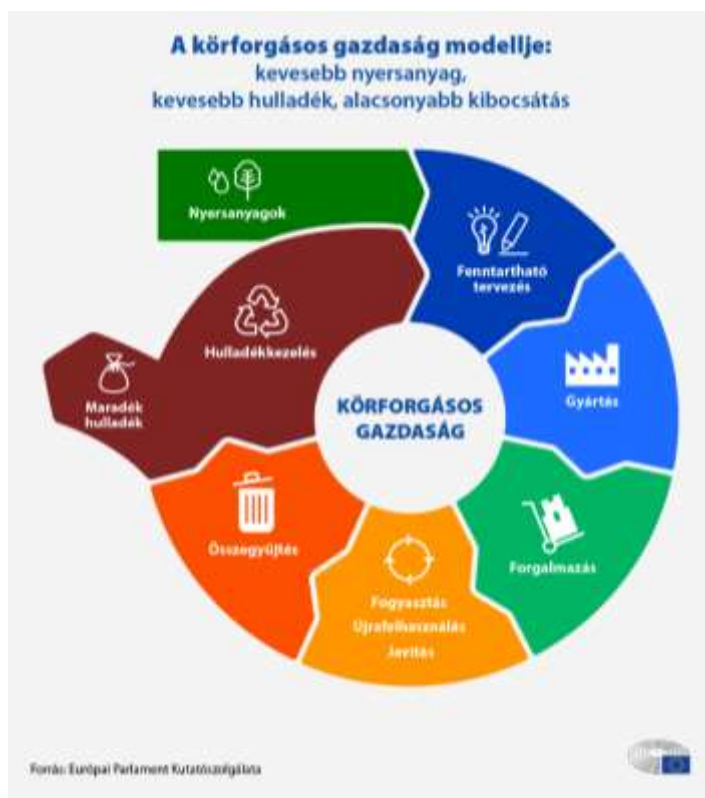 A körforgásos gazdaság modellje:
kevesebb nyersanyag,
kevesebb hulladék, alacsonyabb kibocsátás
Nyersanyagok
Fenntartható
tervezés
Gyártás
Forgalmazás
Fogyasztás
Újrafelhasználás
Javítás
Összegyűjtés
Hulladékkezelés
Maradék
hulladék
KÖRFORGÁSOS
GAZDASÁG
Forrás: Európai Parlament Kutatószolgálata